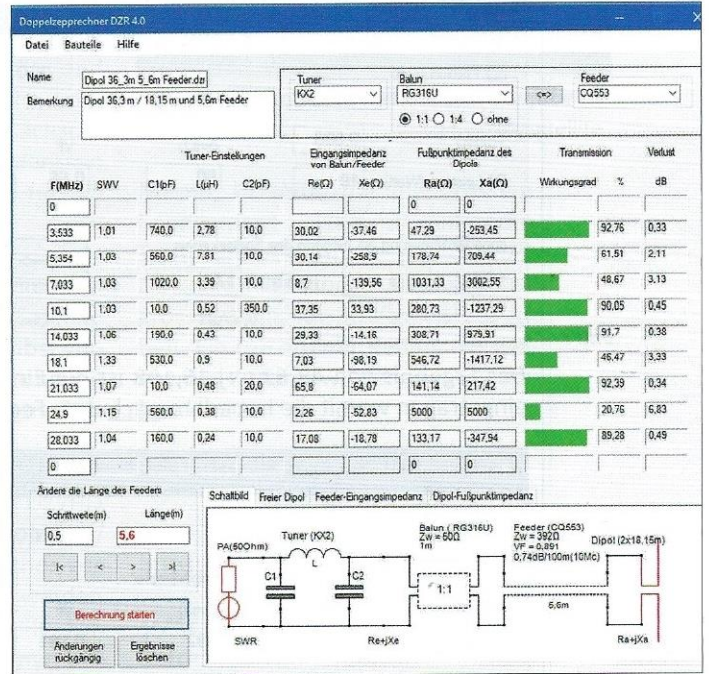 Doppelzepprechner DZR 4.0
Datei Bauteile Hilfe
Name Dipol 36_3m 5_6m Feeder.dzr
Bemerkung Dipol 36,3 m / 18,15 m und 5,6m Feeder
Tuner Balun Feeder
KX2 RG316U <=> CQ553
1:1 1:4 ohne
Tuner-Einstellungen Eingangsimpedanz von Balun/Feeder Fußpunktimpedanz des Dipols Transmission Verlust
F(MHz) SWV C1(pF) L(µH) C2(pF) Re(Ω) Xe(Ω) Ra(Ω) Xa(Ω) Wirkungsgrad % dB
0 0 0
3,533 1,01 740,0 2,78 10,0 30,02 -37,46 47,29 -253,45 92,76 0,33
5,354 1,03 560,0 7,81 10,0 30,14 -258,9 178,74 709,44 61,51 2,11
7,033 1,03 1020,0 3,39 10,0 8,7 -139,56 1031,33 3002,55 48,67 3,13
10,1 1,03 10,0 0,52 350,0 37,35 33,93 280,73 -1237,29 90,05 0,45
14,033 1,06 190,0 0,43 10,0 29,33 -14,16 308,71 979,91 91,7 0,38
18,1 1,33 530,0 0,9 10,0 7,03 -98,19 546,72 -1417,12 46,47 3,33
21,033 1,07 10,0 0,48 20,0 65,8 -64,07 141,14 217,42 92,39 0,34
24,9 1,15 560,0 0,38 10,0 2,26 -52,83 5000 5000 20,76 6,83
28,033 1,04 160,0 0,24 10,0 17,08 -18,78 133,17 -347,94 89,28 0,49
0 0 0
Ändere die Länge des Feeders
Schrittweite(m) Länge(m)
0,5 5,6
|< < > >|
Berechnung starten
Änderungen rückgängig Ergebnisse löschen
Schaltbild Freier Dipol Feeder-Eingangsimpedanz Dipol-Fußpunktimpedanz
PA(50Ohm)
Tuner (KX2)
L
C1 C2
Balun ( RG316U)
Zw = 50Ω
1m
1:1
Feeder (CQ553)
Zw = 392Ω
VF = 0,891
0,74dB/100m(10Mc)
Dipol (2x18,15m)
5,6m
SWR Re+jXe Ra+jXa